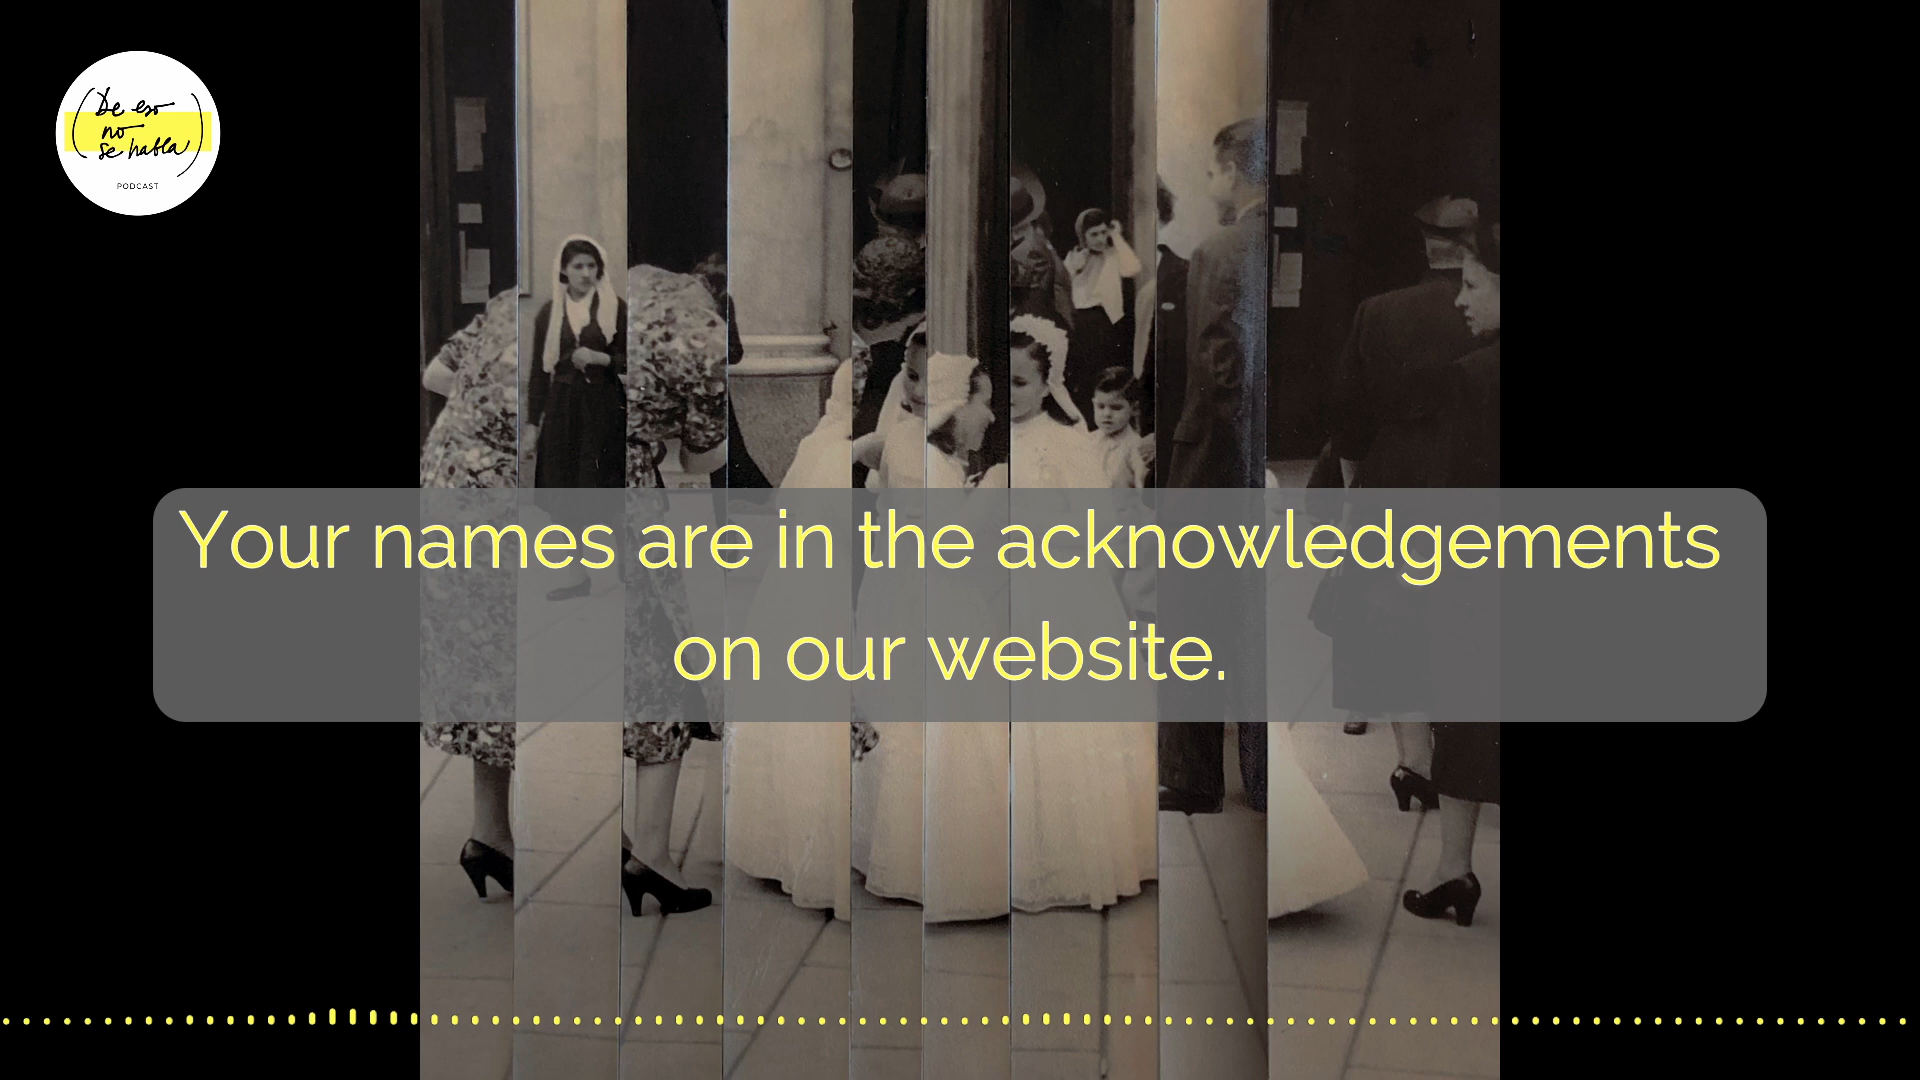 (De eso
no
se habla)
PODCAST
Your names are in the acknowledgements
on our website.